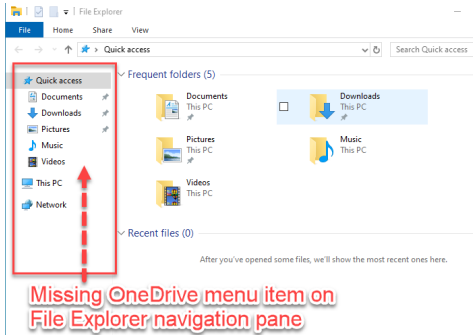 File Explorer
File Home Share View
Quick access
Search Quick access
Quick access
Documents
Downloads
Pictures
Music
Videos
This PC
Network
Frequent folders (5)
Documents
This PC
Downloads
This PC
Pictures
This PC
Music
This PC
Videos
This PC
Recent files (0)
After you've opened some files, we'll show the most recent ones here.
Missing OneDrive menu item on
File Explorer navigation pane